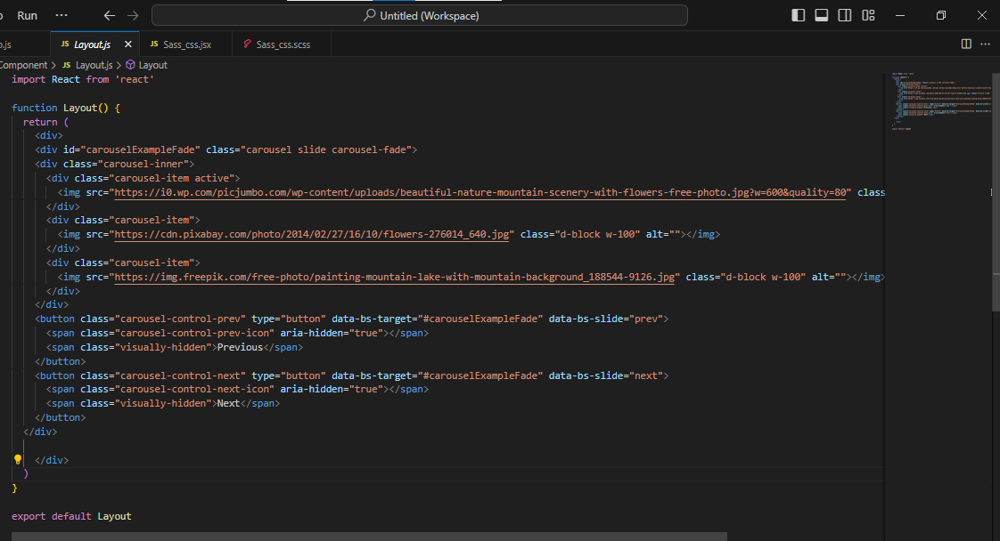 Run ··· Untitled (Workspace)
.js JS Layout.js JS Sass_css.jsx Sass_css.scss
Component > JS Layout.js > Layout
import React from 'react'
function Layout() {
return (
<div>
<div id="carouselExampleFade" class="carousel slide carousel-fade">
<div class="carousel-inner">
<div class="carousel-item active">
<img src="https://i0.wp.com/picjumbo.com/wp-content/uploads/beautiful-nature-mountain-scenery-with-flowers-free-photo.jpg?w=600&quality=80" class
</div>
<div class="carousel-item">
<img src="https://cdn.pixabay.com/photo/2014/02/27/16/10/flowers-276014_640.jpg" class="d-block w-100" alt=""></img>
</div>
<div class="carousel-item">
<img src="https://img.freepik.com/free-photo/painting-mountain-lake-with-mountain-background_188544-9126.jpg" class="d-block w-100" alt=""></img>
</div>
</div>
<button class="carousel-control-prev" type="button" data-bs-target="#carouselExampleFade" data-bs-slide="prev">
<span class="carousel-control-prev-icon" aria-hidden="true"></span>
<span class="visually-hidden">Previous</span>
</button>
<button class="carousel-control-next" type="button" data-bs-target="#carouselExampleFade" data-bs-slide="next">
<span class="carousel-control-next-icon" aria-hidden="true"></span>
<span class="visually-hidden">Next</span>
</button>
</div>
</div>
)
}
export default Layout